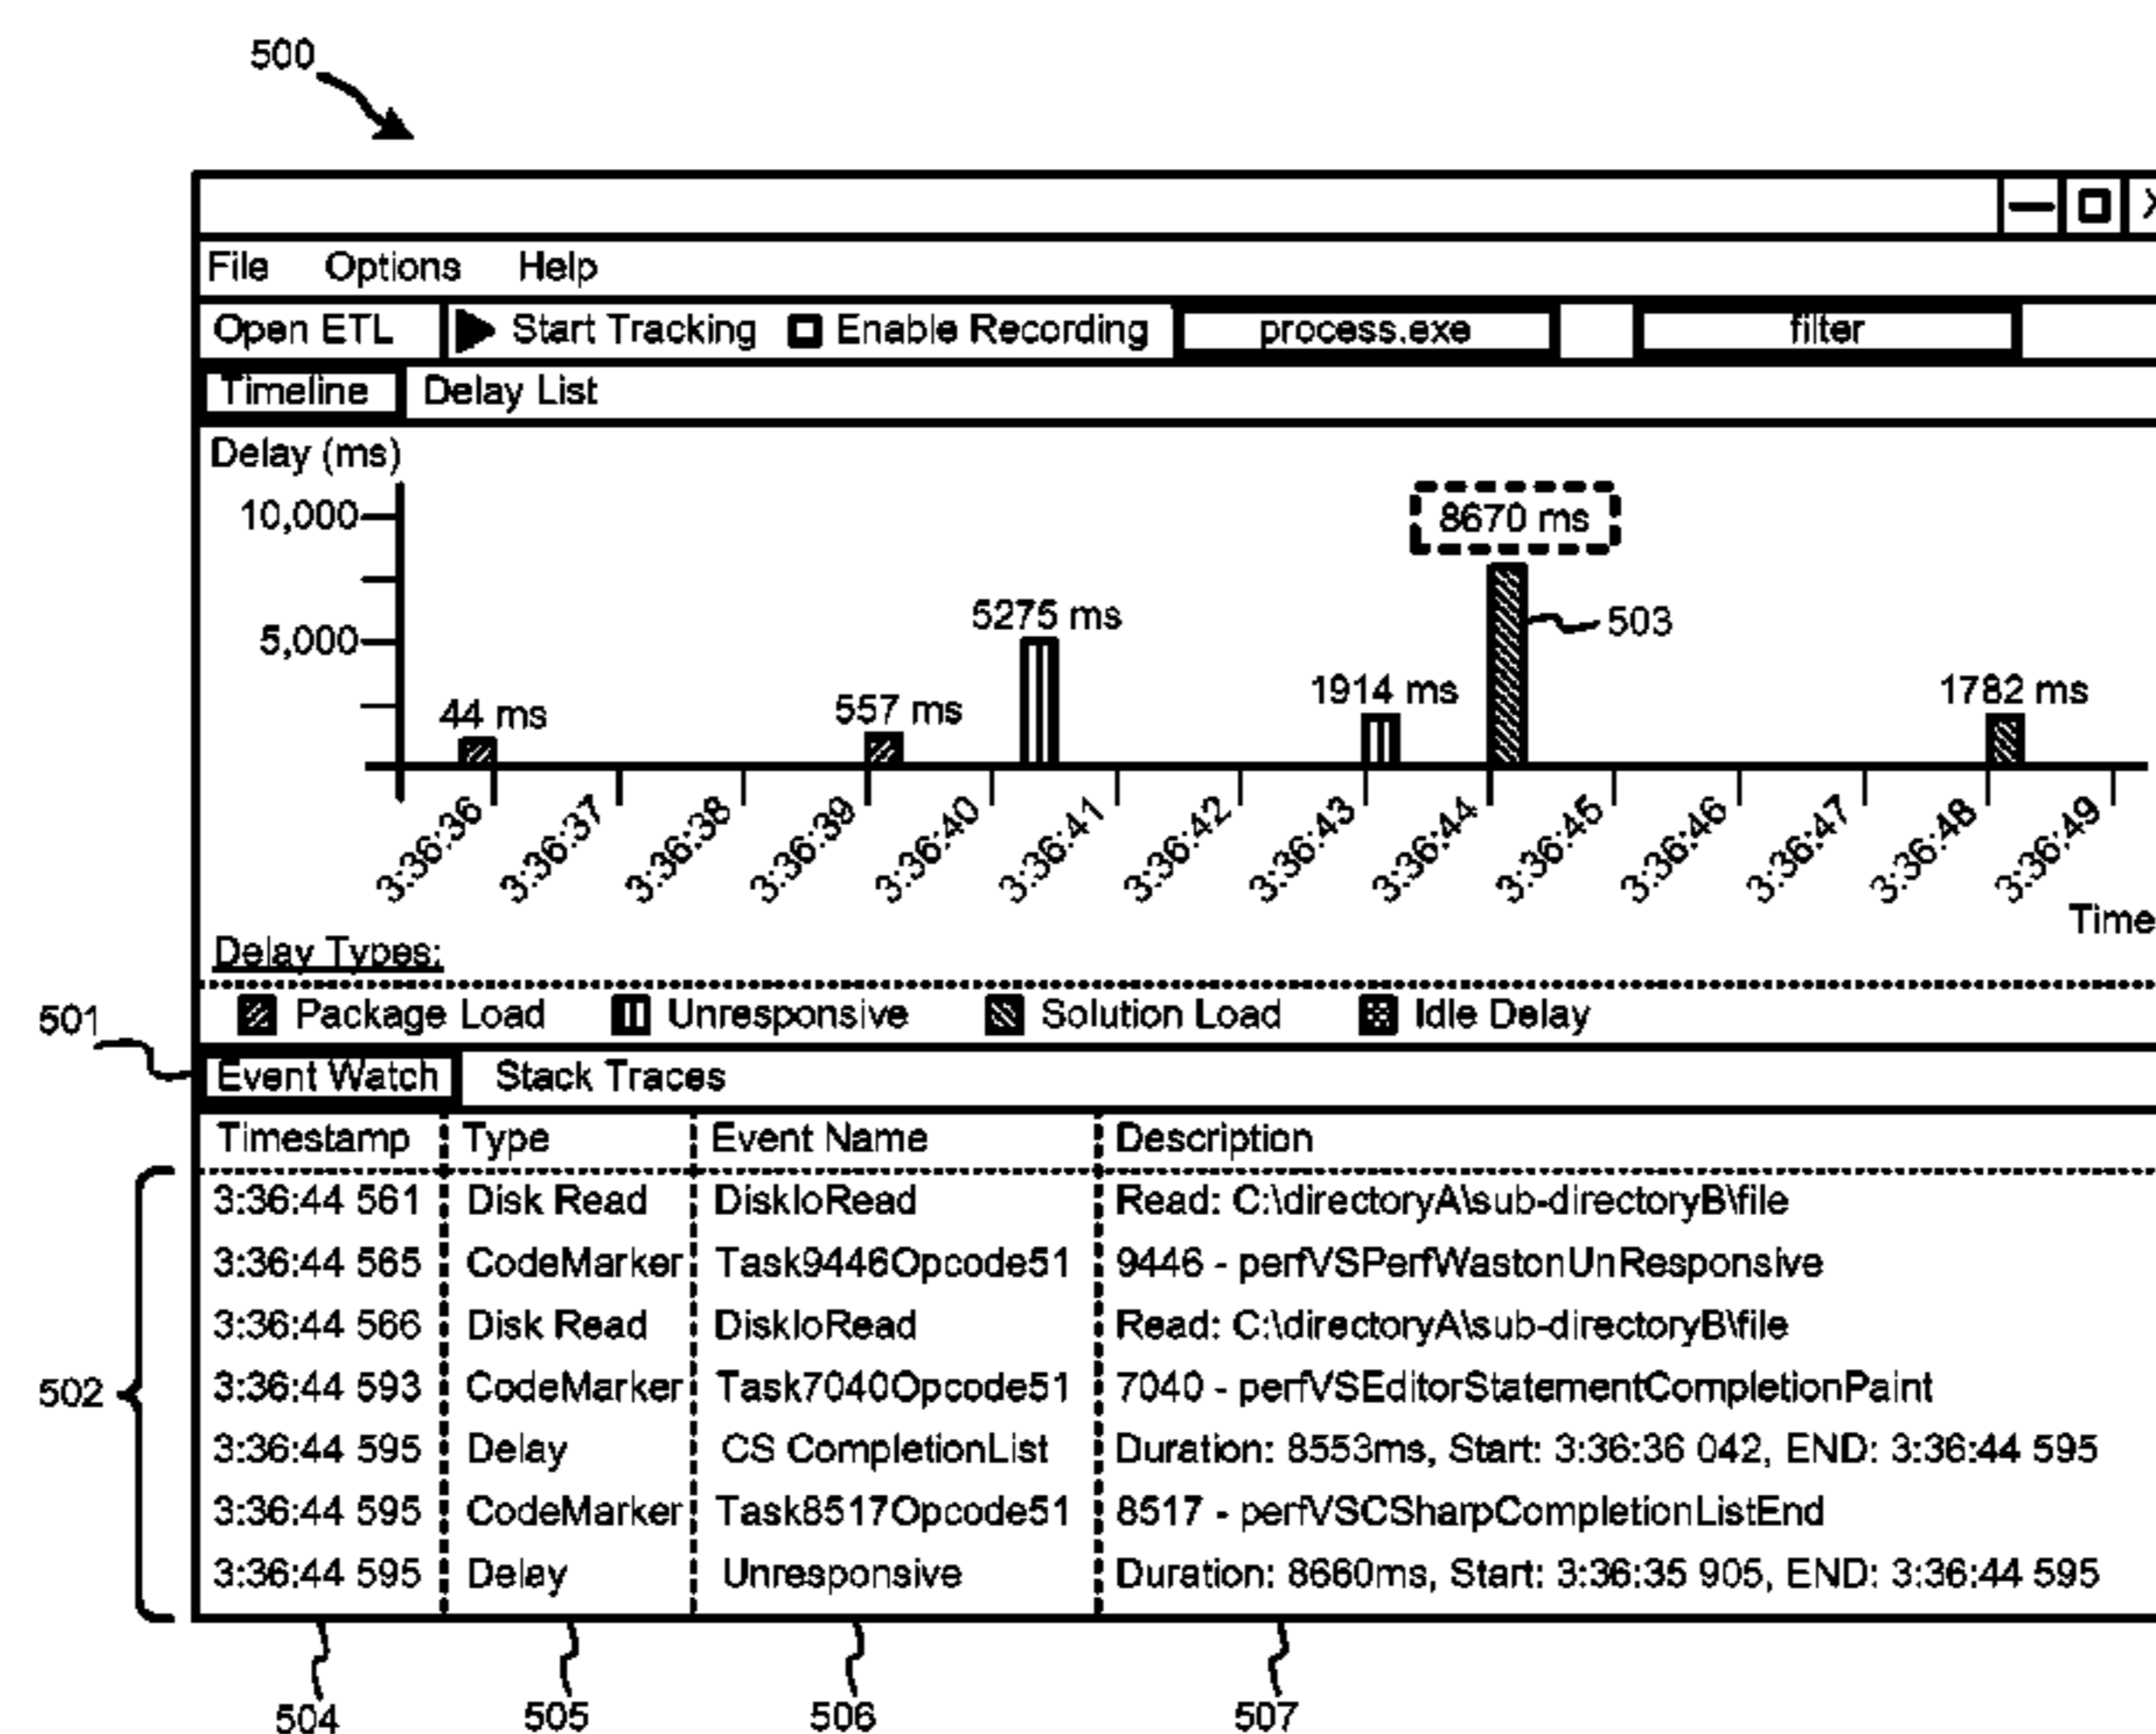 500
File Options Help
Open ETL Start Tracking Enable Recording process.exe filter
Timeline Delay List
Delay (ms)
10,000
8670 ms
5,000
5275 ms
503
44 ms
557 ms
1914 ms
1782 ms
3:36:36 3:36:37 3:36:38 3:36:39 3:36:40 3:36:41 3:36:42 3:36:43 3:36:44 3:36:45 3:36:46 3:36:47 3:36:48 3:36:49
Time
Delay Types:
Package Load Unresponsive Solution Load Idle Delay
501
Event Watch Stack Traces
Timestamp Type Event Name Description
3:36:44 561 Disk Read DiskIoRead Read: C:\directoryA\sub-directoryB\file
3:36:44 565 CodeMarker Task9446Opcode51 9446 - perfVSPerfWastonUnResponsive
3:36:44 566 Disk Read DiskIoRead Read: C:\directoryA\sub-directoryB\file
502
3:36:44 593 CodeMarker Task7040Opcode51 7040 - perfVSEditorStatementCompletionPaint
3:36:44 595 Delay CS CompletionList Duration: 8553ms, Start: 3:36:36 042, END: 3:36:44 595
3:36:44 595 CodeMarker Task8517Opcode51 8517 - perfVSCSharpCompletionListEnd
3:36:44 595 Delay Unresponsive Duration: 8660ms, Start: 3:36:35 905, END: 3:36:44 595
504 505 506 507